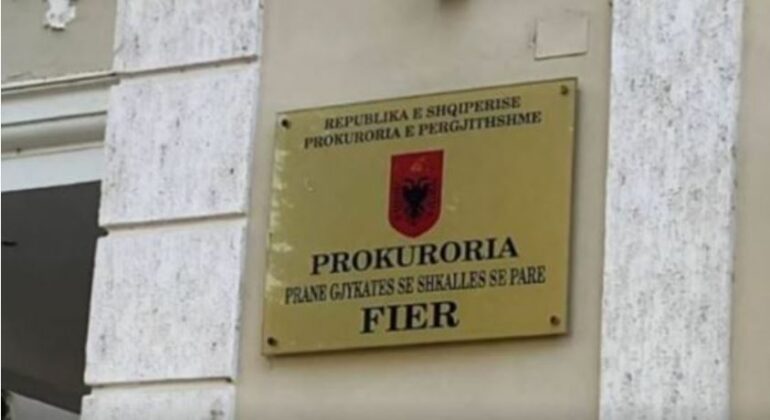 REPUBLIKA E SHQIPERISE
PROKURORIA E PERGJITHSHME
PROKURORIA
PRANE GJYKATES SE SHKALLES SE PARE
FIER